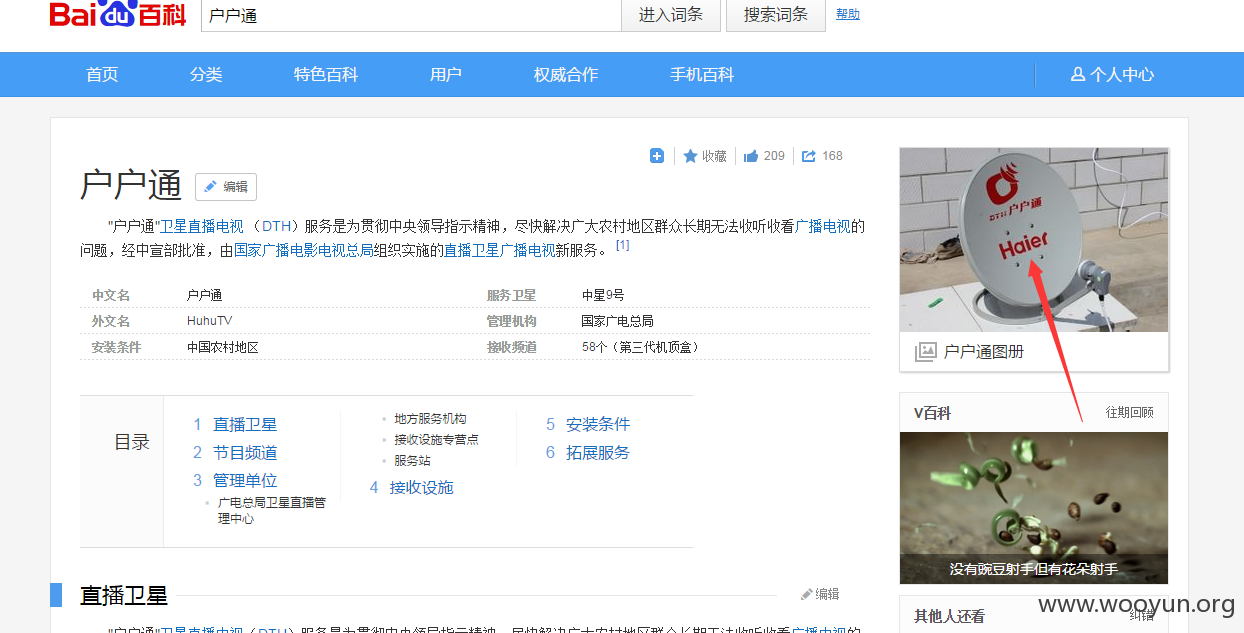 Bai du 百科
户户通
进入词条
搜索词条
帮助
首页
分类
特色百科
用户
权威合作
手机百科
个人中心
收藏
209
168
户户通
编辑
"户户通"卫星直播电视 （DTH）服务是为贯彻中央领导指示精神，尽快解决广大农村地区群众长期无法收听收看广播电视的
问题，经中宣部批准，由国家广播电影电视总局组织实施的直播卫星广播电视新服务。 [1]
中文名 户户通
服务卫星 中星9号
外文名 HuhuTV
管理机构 国家广电总局
安装条件 中国农村地区
接收频道 58个（第三代机顶盒）
目录
1 直播卫星
2 节目频道
3 管理单位
广电总局卫星直播管
理中心
地方服务机构
接收设施专营点
服务站
4 接收设施
5 安装条件
6 拓展服务
直播卫星
编辑
"户户通"卫星直播电视 （DTH）服务是为贯彻中央领导指示精神，尽快解决广大农村地区群众长期无法收听收看广播电视的
DTH 户户通
Haier
户户通图册
V百科
往期回顾
没有豌豆射手但有花朵射手
其他人还看
纠错
www.wooyun.org